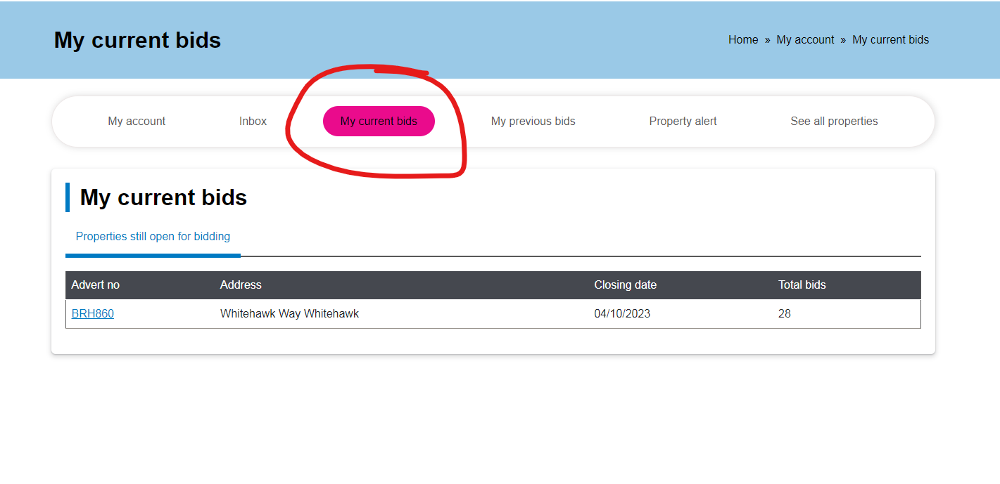 My current bids
Home » My account » My current bids
My account Inbox My current bids My previous bids Property alert See all properties
My current bids
Properties still open for bidding
Advert no Address Closing date Total bids
BRH860 Whitehawk Way Whitehawk 04/10/2023 28